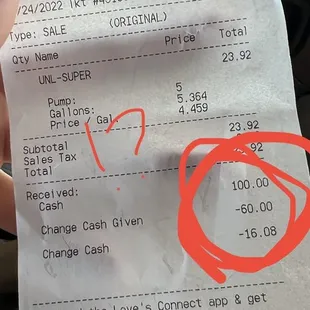 /24/2022 TKT
Type: SALE (ORIGINAL)
Qty Name Price Total
23.92
UNL-SUPER
Pump: 5
Gallons: 5.364
Price / Gal 4.459
17
Subtotal 23.92
Sales Tax
Total 92
Received:
Cash 100.00
Change Cash Given -60.00
Change Cash -16.08
Love's Connect app & get